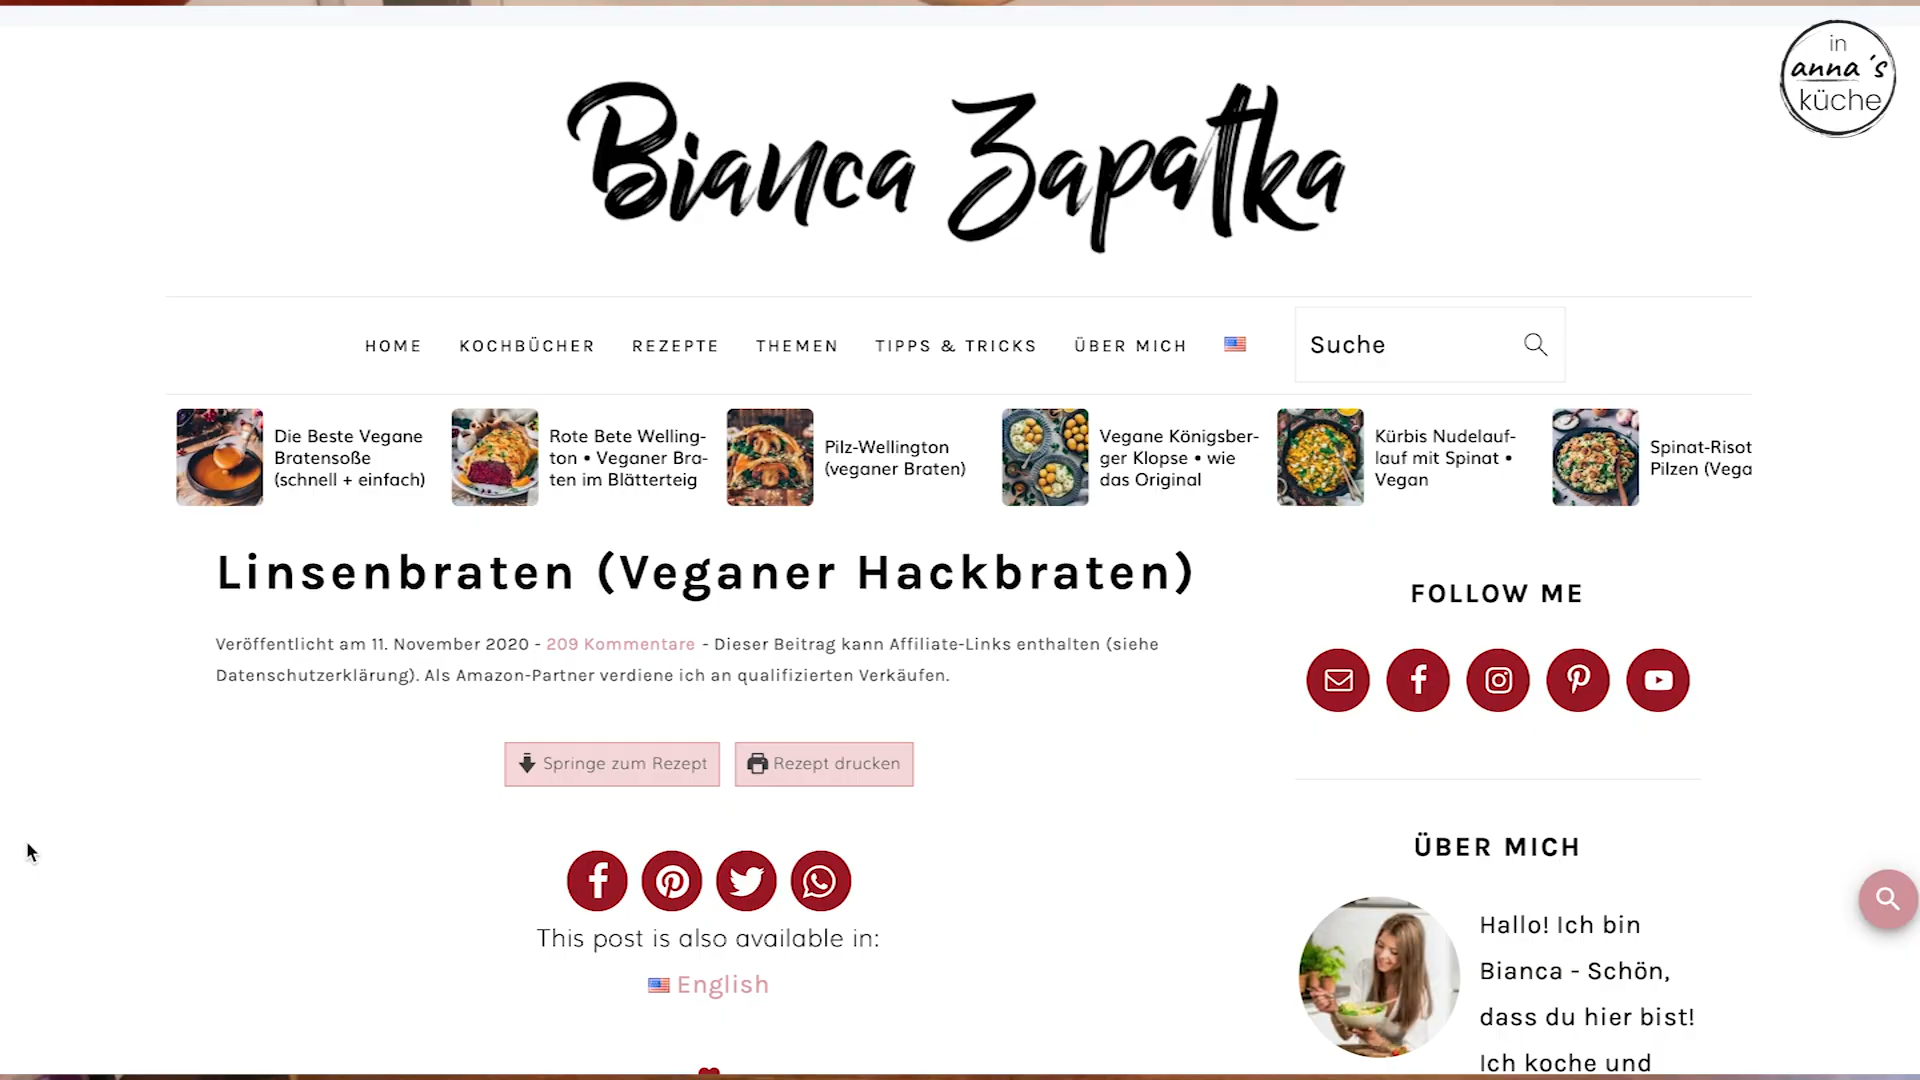 in
anna's
küche
Bianca Zapatka
HOME KOCHBÜCHER REZEPTE THEMEN TIPPS & TRICKS ÜBER MICH Suche
Die Beste Vegane
Bratensoße
(schnell + einfach)
Rote Bete Welling-
ton • Veganer Bra-
ten im Blätterteig
Pilz-Wellington
(veganer Braten)
Vegane Königsber-
ger Klopse • wie
das Original
Kürbis Nudelauf-
lauf mit Spinat •
Vegan
Spinat-Risot
Pilzen (Vega
Linsenbraten (Veganer Hackbraten)
Veröffentlicht am 11. November 2020 - 209 Kommentare - Dieser Beitrag kann Affiliate-Links enthalten (siehe
Datenschutzerklärung). Als Amazon-Partner verdiene ich an qualifizierten Verkäufen.
Springe zum Rezept
Rezept drucken
This post is also available in:
English
FOLLOW ME
ÜBER MICH
Hallo! Ich bin
Bianca - Schön,
dass du hier bist!
Ich koche und